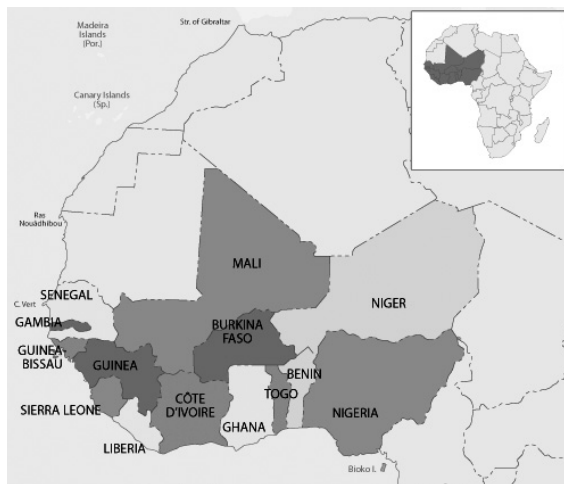 Madeira
Islands
(Por.)
Str. of Gibraltar
Canary Islands
(Sp.)
Ras
Nouâdhibou
MALI
SENEGAL
C. Vert
NIGER
GAMBIA
BURKINA
FASO
GUINEA-
BISSAU
GUINEA
BENIN
CÔTE
D'IVOIRE
TOGO
SIERRA LEONE
NIGERIA
GHANA
LIBERIA
Bioko I.